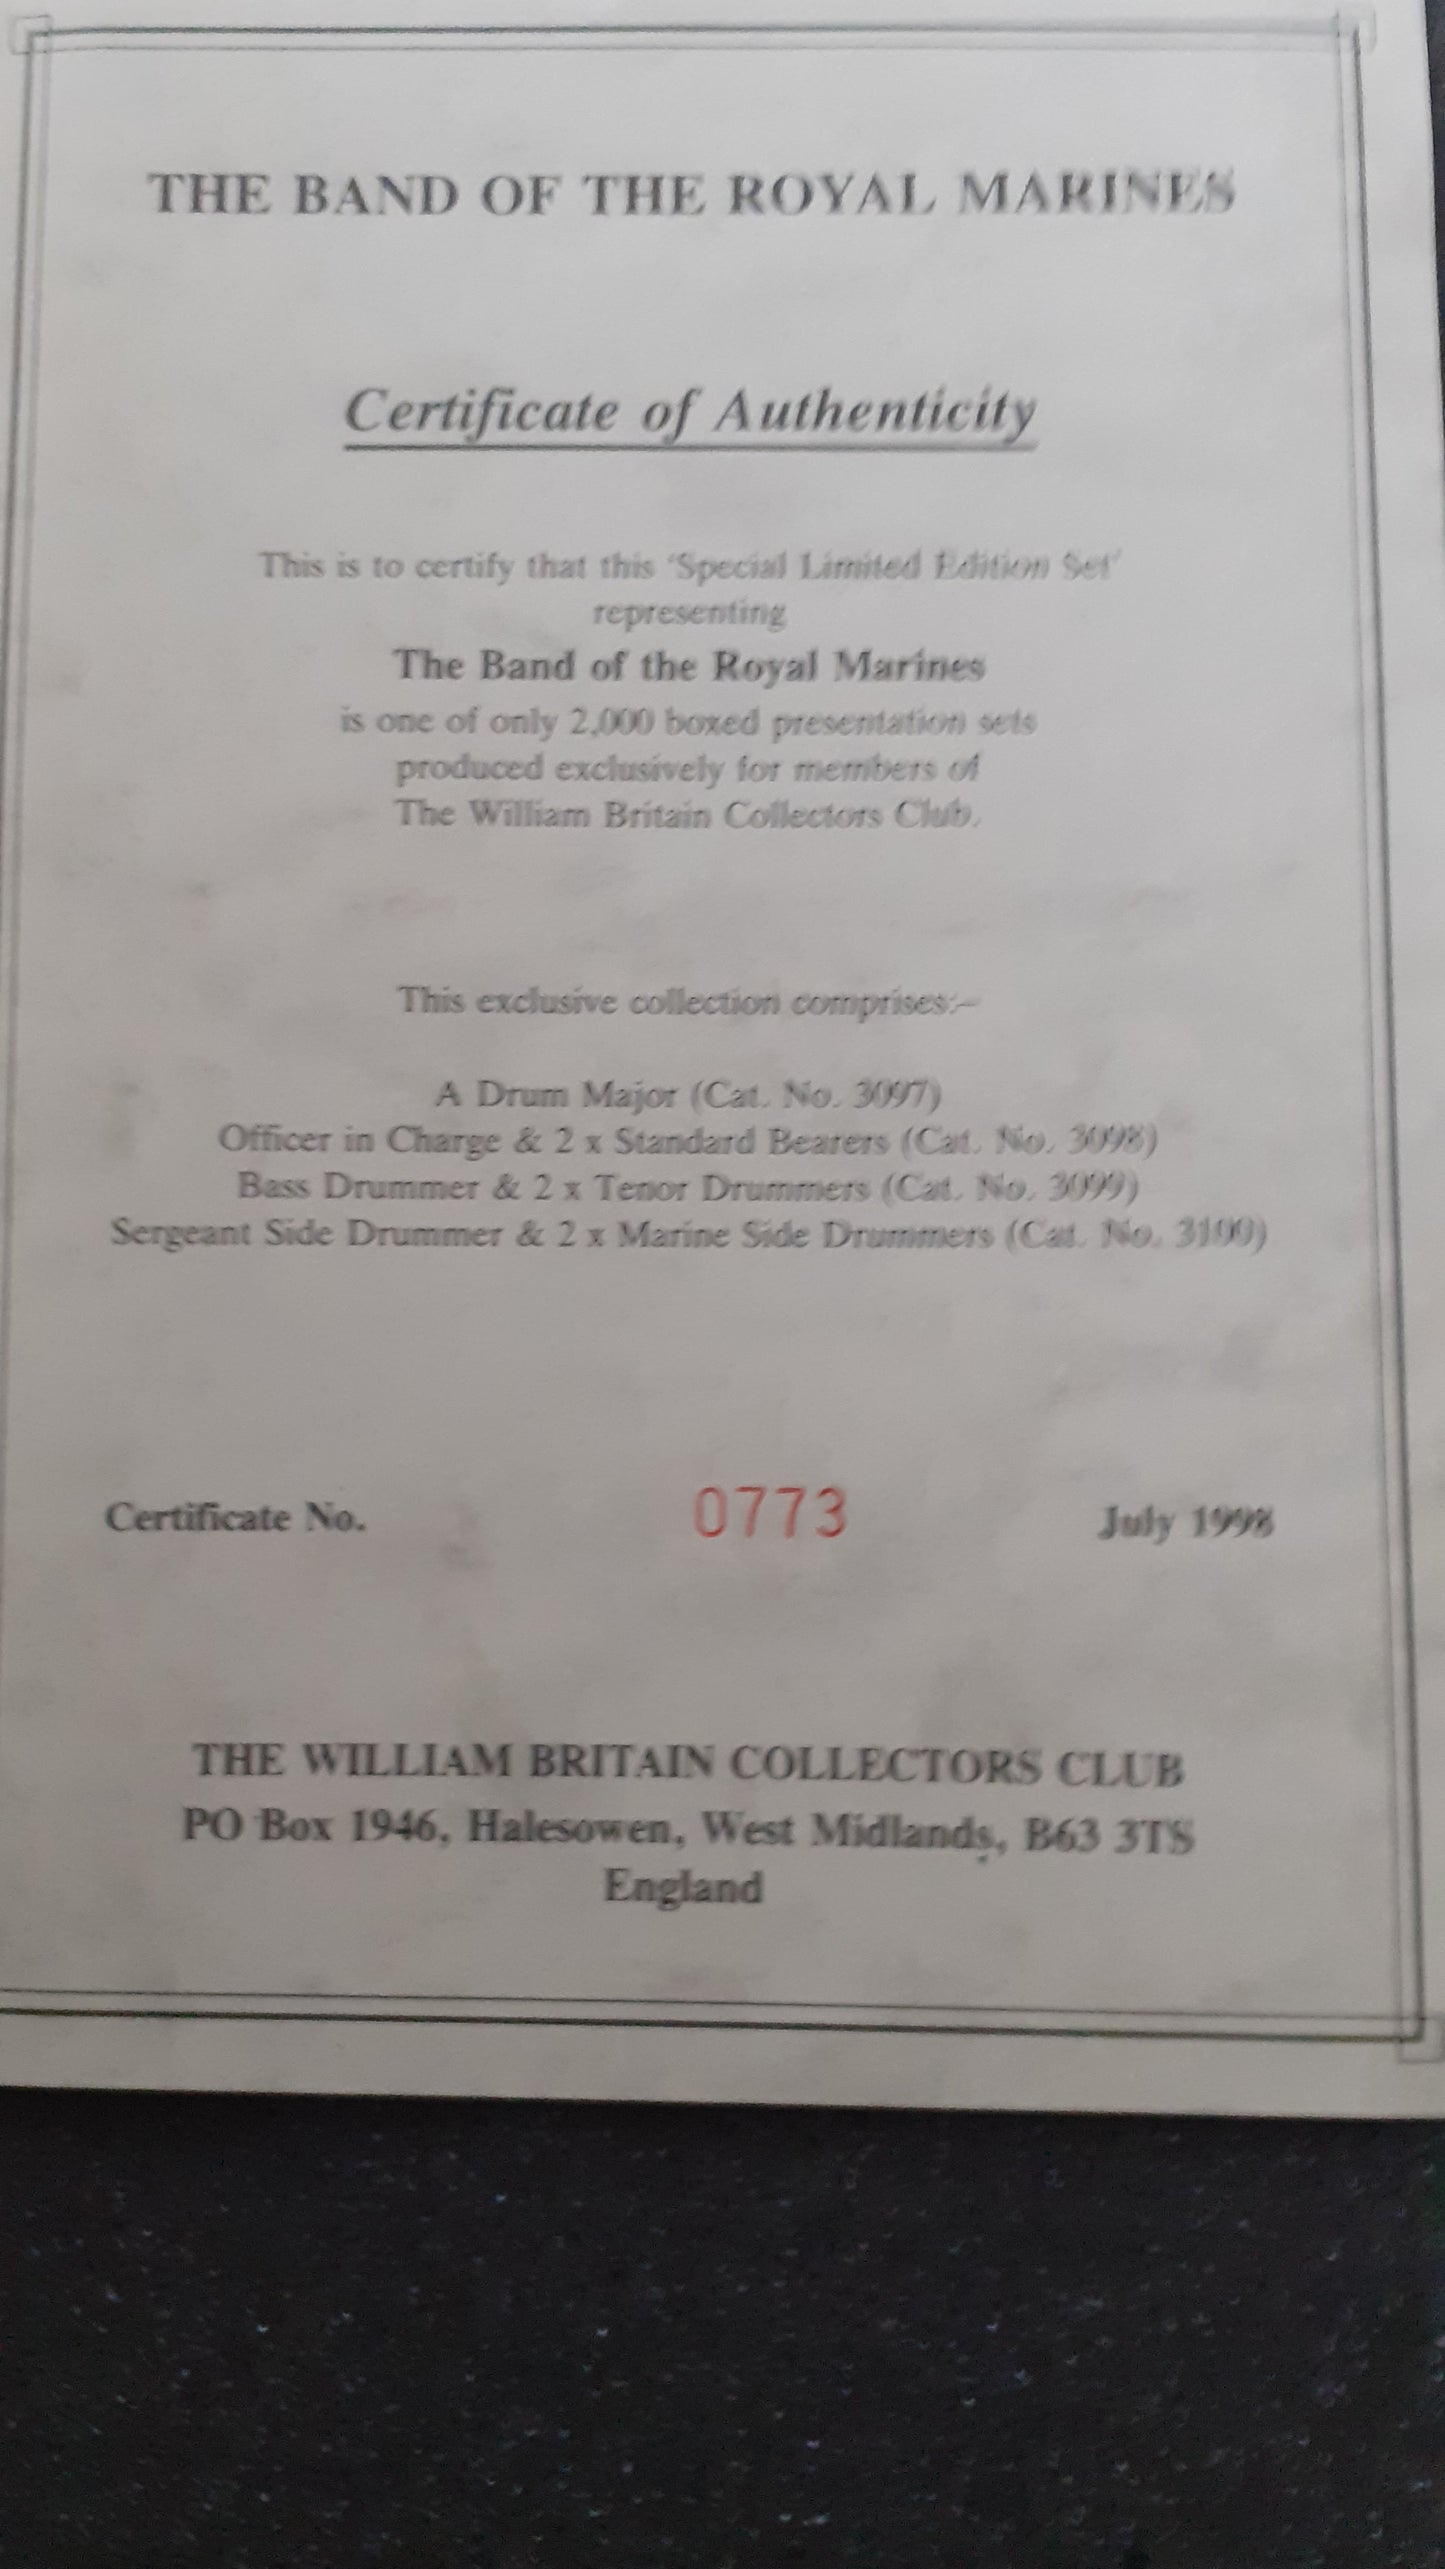 THE BAND OF THE ROYAL MARINES
Certificate of Authenticity
This is to certify that this 'Special Limited Edition Set'
representing
The Band of the Royal Marines
is one of only 2,000 boxed presentation sets
produced exclusively for members of
The William Britain Collectors Club.
This exclusive collection comprises:–
A Drum Major (Cat. No. 3097)
Officer in Charge & 2 x Standard Bearers (Cat. No. 3098)
Bass Drummer & 2 x Tenor Drummers (Cat. No. 3099)
Sergeant Side Drummer & 2 x Marine Side Drummers (Cat. No. 3100)
Certificate No. 0773 July 1998
THE WILLIAM BRITAIN COLLECTORS CLUB
PO Box 1946, Halesowen, West Midlands, B63 3TS
England